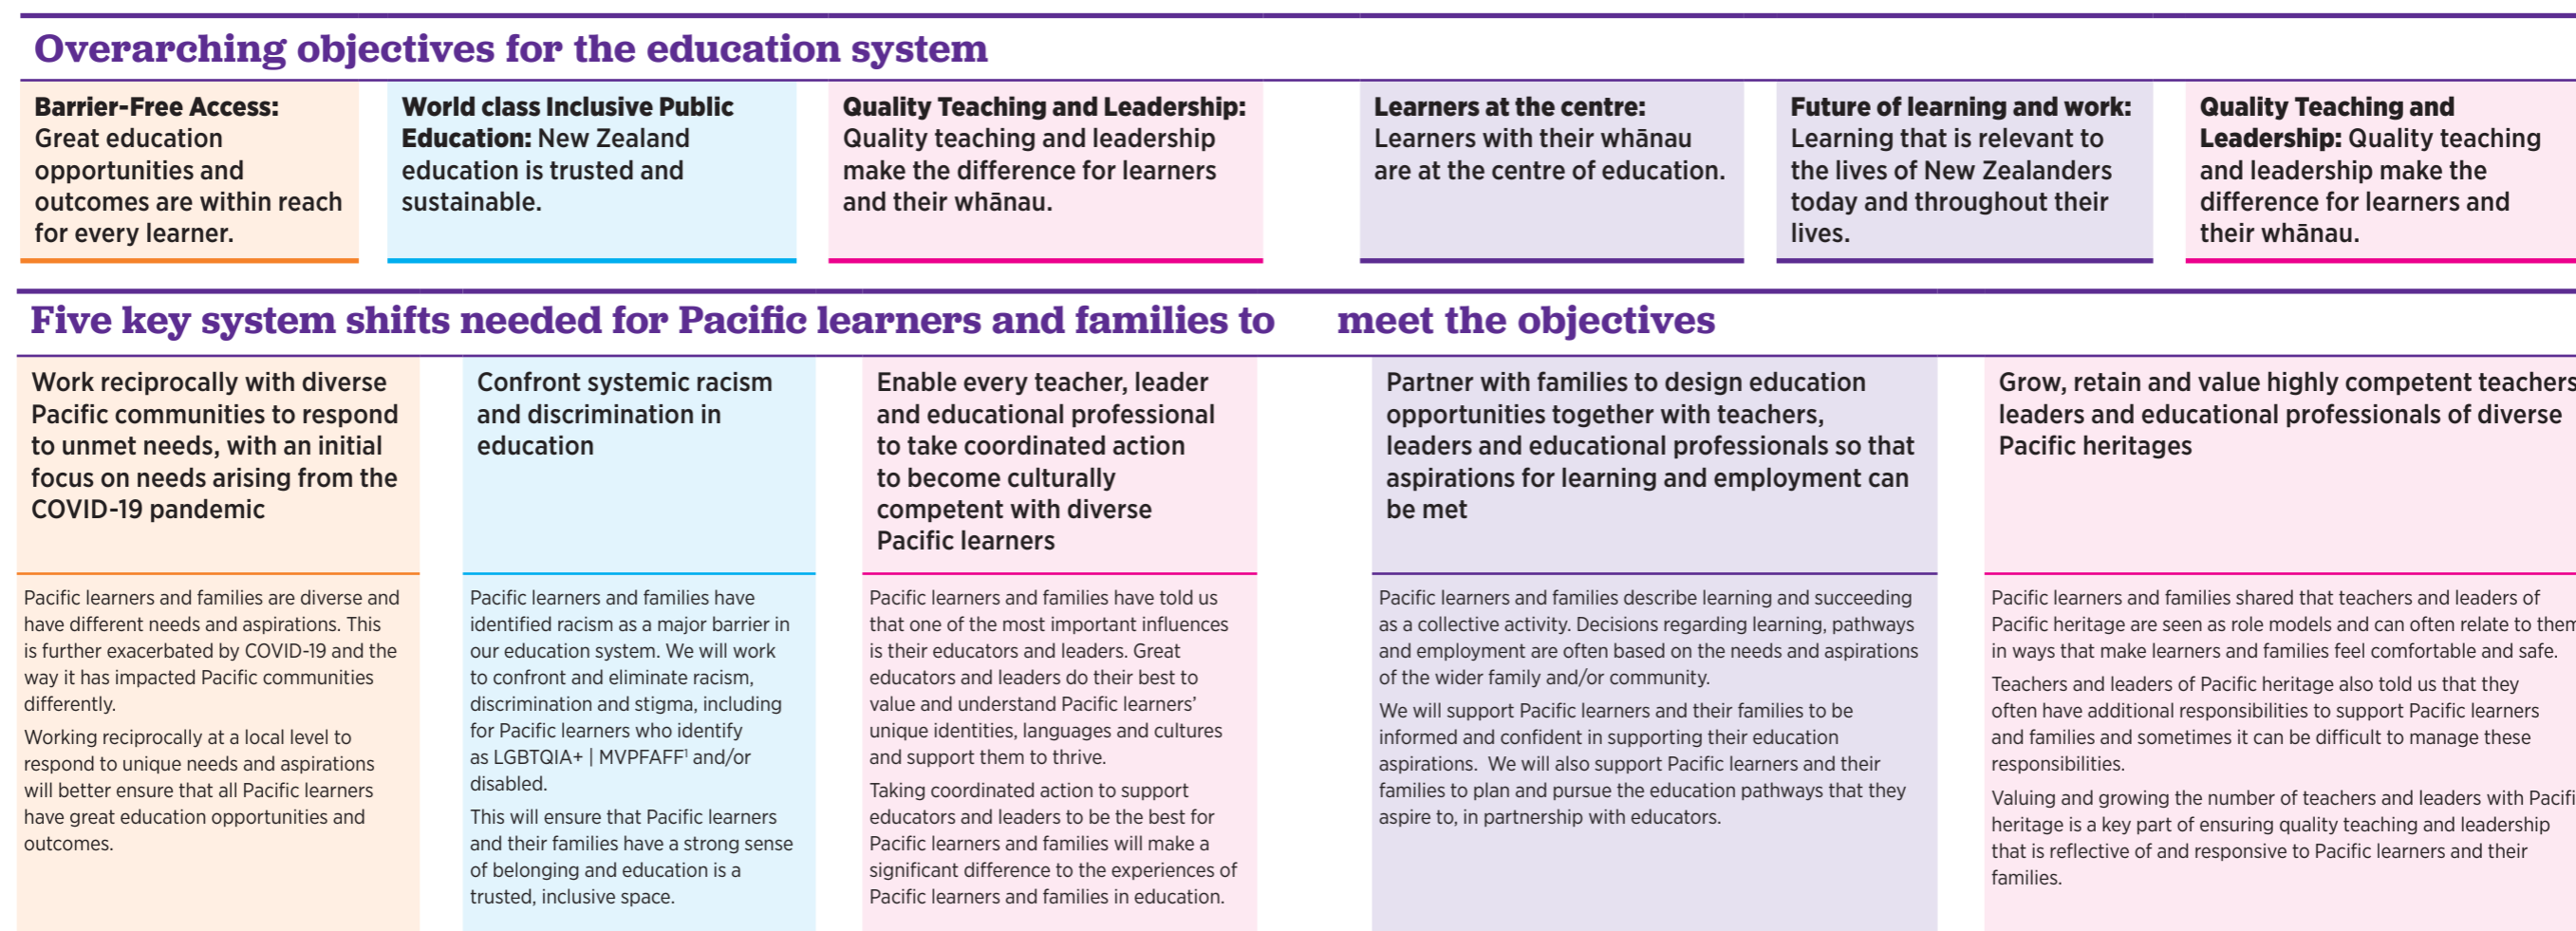 Overarching objectives for the education system
Barrier-Free Access:
Great education
opportunities and
outcomes are within reach
for every learner.
World class Inclusive Public
Education: New Zealand
education is trusted and
sustainable.
Quality Teaching and Leadership:
Quality teaching and leadership
make the difference for learners
and their whānau.
Learners at the centre:
Learners with their whānau
are at the centre of education.
Future of learning and work:
Learning that is relevant to
the lives of New Zealanders
today and throughout their
lives.
Quality Teaching and
Leadership: Quality teaching
and leadership make the
difference for learners and
their whānau.
Five key system shifts needed for Pacific learners and families to meet the objectives
Work reciprocally with diverse
Pacific communities to respond
to unmet needs, with an initial
focus on needs arising from the
COVID-19 pandemic
Pacific learners and families are diverse and
have different needs and aspirations. This
is further exacerbated by COVID-19 and the
way it has impacted Pacific communities
differently.
Working reciprocally at a local level to
respond to unique needs and aspirations
will better ensure that all Pacific learners
have great education opportunities and
outcomes.
Confront systemic racism
and discrimination in
education
Pacific learners and families have
identified racism as a major barrier in
our education system. We will work
to confront and eliminate racism,
discrimination and stigma, including
for Pacific learners who identify
as LGBTQIA+ | MVPFAFF¹ and/or
disabled.
This will ensure that Pacific learners
and their families have a strong sense
of belonging and education is a
trusted, inclusive space.
Enable every teacher, leader
and educational professional
to take coordinated action
to become culturally
competent with diverse
Pacific learners
Pacific learners and families have told us
that one of the most important influences
is their educators and leaders. Great
educators and leaders do their best to
value and understand Pacific learners’
unique identities, languages and cultures
and support them to thrive.
Taking coordinated action to support
educators and leaders to be the best for
Pacific learners and families will make a
significant difference to the experiences of
Pacific learners and families in education.
Partner with families to design education
opportunities together with teachers,
leaders and educational professionals so that
aspirations for learning and employment can
be met
Pacific learners and families describe learning and succeeding
as a collective activity. Decisions regarding learning, pathways
and employment are often based on the needs and aspirations
of the wider family and/or community.
We will support Pacific learners and their families to be
informed and confident in supporting their education
aspirations. We will also support Pacific learners and their
families to plan and pursue the education pathways that they
aspire to, in partnership with educators.
Grow, retain and value highly competent teachers
leaders and educational professionals of diverse
Pacific heritages
Pacific learners and families shared that teachers and leaders of
Pacific heritage are seen as role models and can often relate to them
in ways that make learners and families feel comfortable and safe.
Teachers and leaders of Pacific heritage also told us that they
often have additional responsibilities to support Pacific learners
and families and sometimes it can be difficult to manage these
responsibilities.
Valuing and growing the number of teachers and leaders with Pacifi
heritage is a key part of ensuring quality teaching and leadership
that is reflective of and responsive to Pacific learners and their
families.